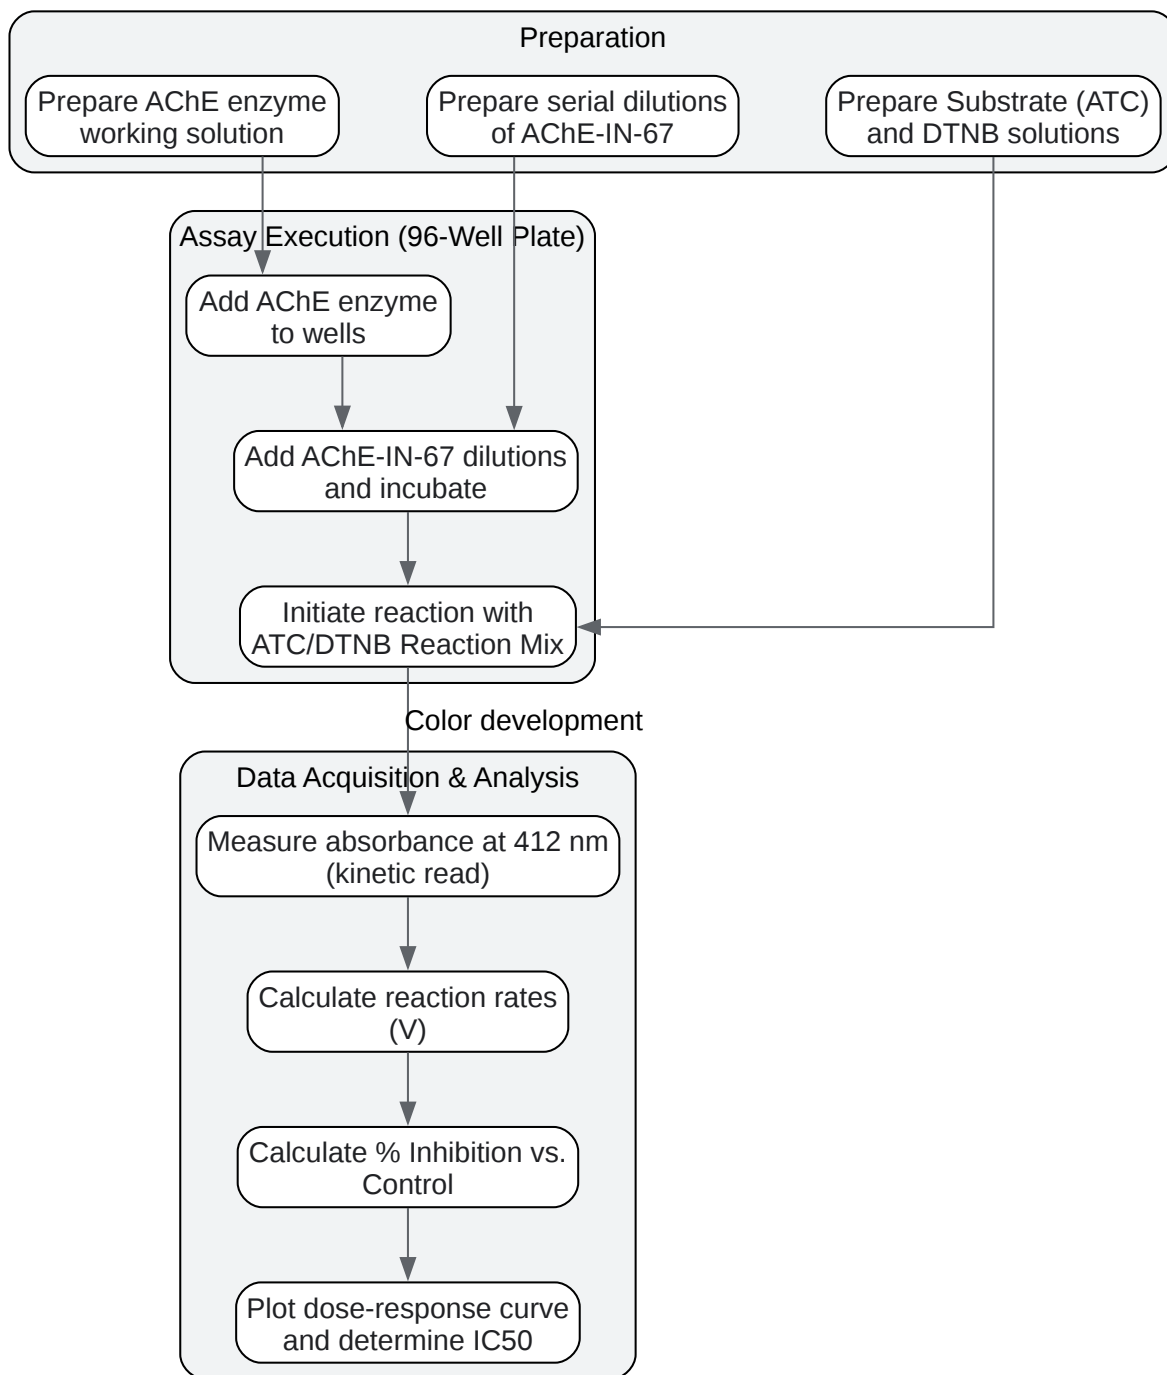 Preparation
Prepare AChE enzyme
working solution
Prepare serial dilutions
of AChE-IN-67
Prepare Substrate (ATC)
and DTNB solutions
Assay Execution (96-Well Plate)
Add AChE enzyme
to wells
Add AChE-IN-67 dilutions
and incubate
Initiate reaction with
ATC/DTNB Reaction Mix
Color development
Data Acquisition & Analysis
Measure absorbance at 412 nm
(kinetic read)
Calculate reaction rates
(V)
Calculate % Inhibition vs.
Control
Plot dose-response curve
and determine IC50